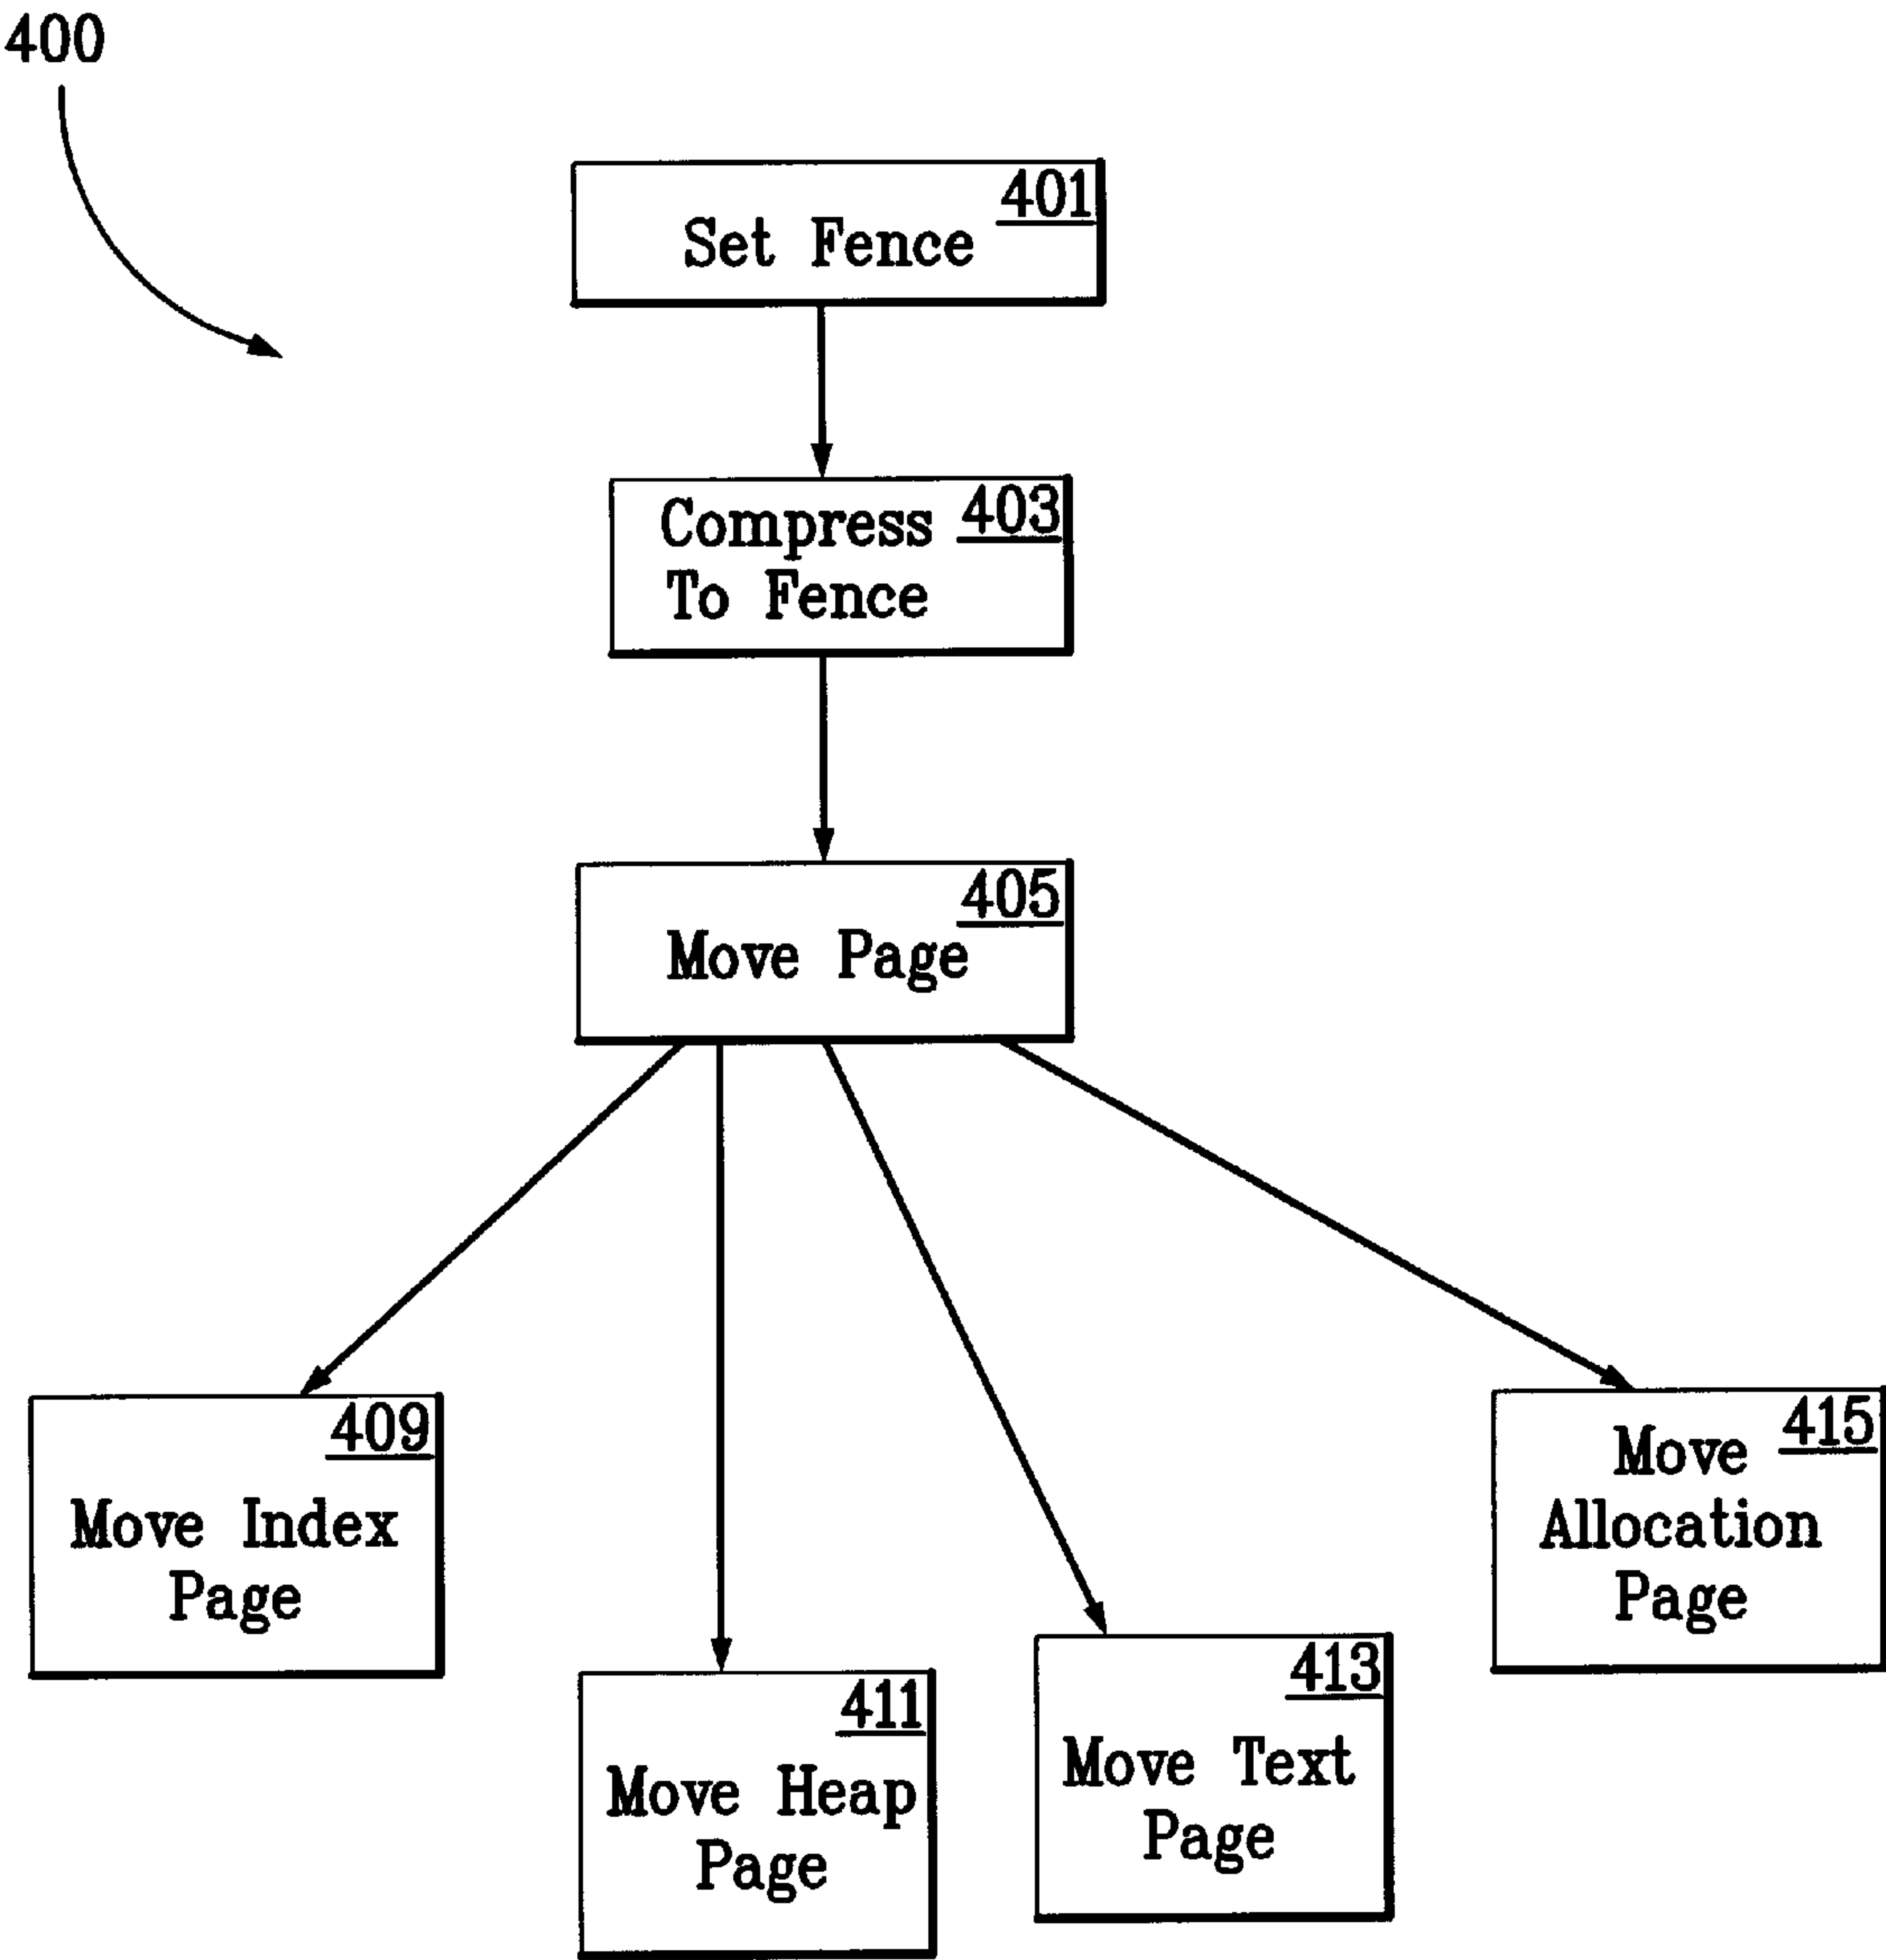 400
401
Set Fence
Compress 403
To Fence
405
Move Page
409
Move Index
Page
411
Move Heap
Page
413
Move Text
Page
Move 415
Allocation
Page